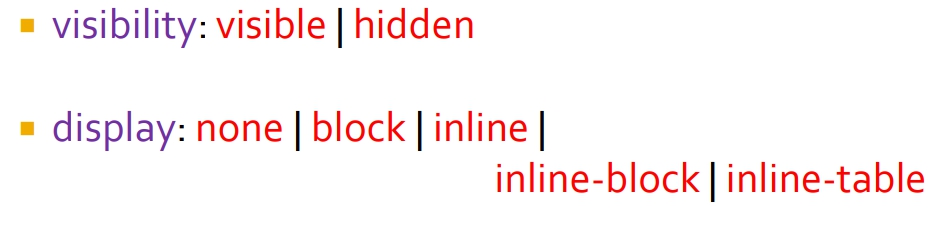 ▪ visibility: visible | hidden
▪ display: none | block | inline |
inline-block | inline-table